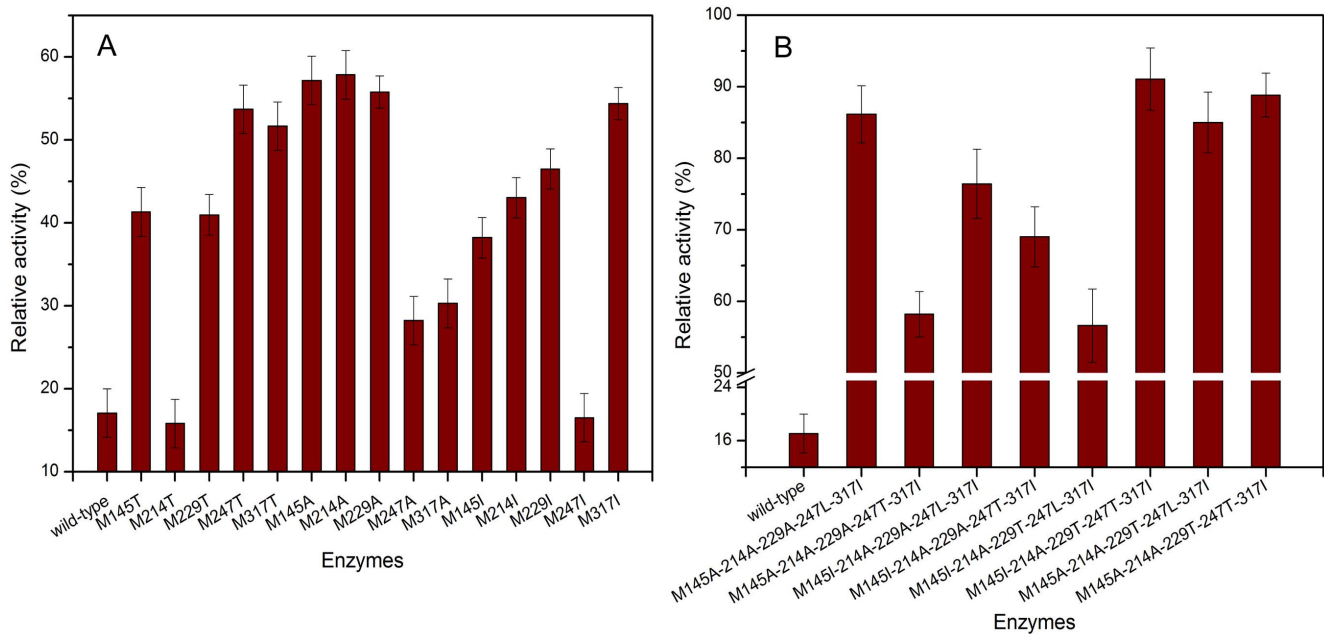 A
Relative activity (%)
60
50
40
30
20
10
wild-type
M145T
M214T
M229T
M247T
M317T
M145A
M214A
M229A
M247A
M317A
M145I
M214I
M229I
M247I
M317I
Enzymes
B
Relative activity (%)
100
90
80
70
60
50
24
16
wild-type
M145A-214A-229A-247L-317I
M145A-214A-229A-247T-317I
M145I-214A-229A-247L-317I
M145I-214A-229A-247T-317I
M145I-214A-229T-247L-317I
M145I-214A-229T-247T-317I
M145A-214A-229T-247L-317I
M145A-214A-229T-247T-317I
Enzymes